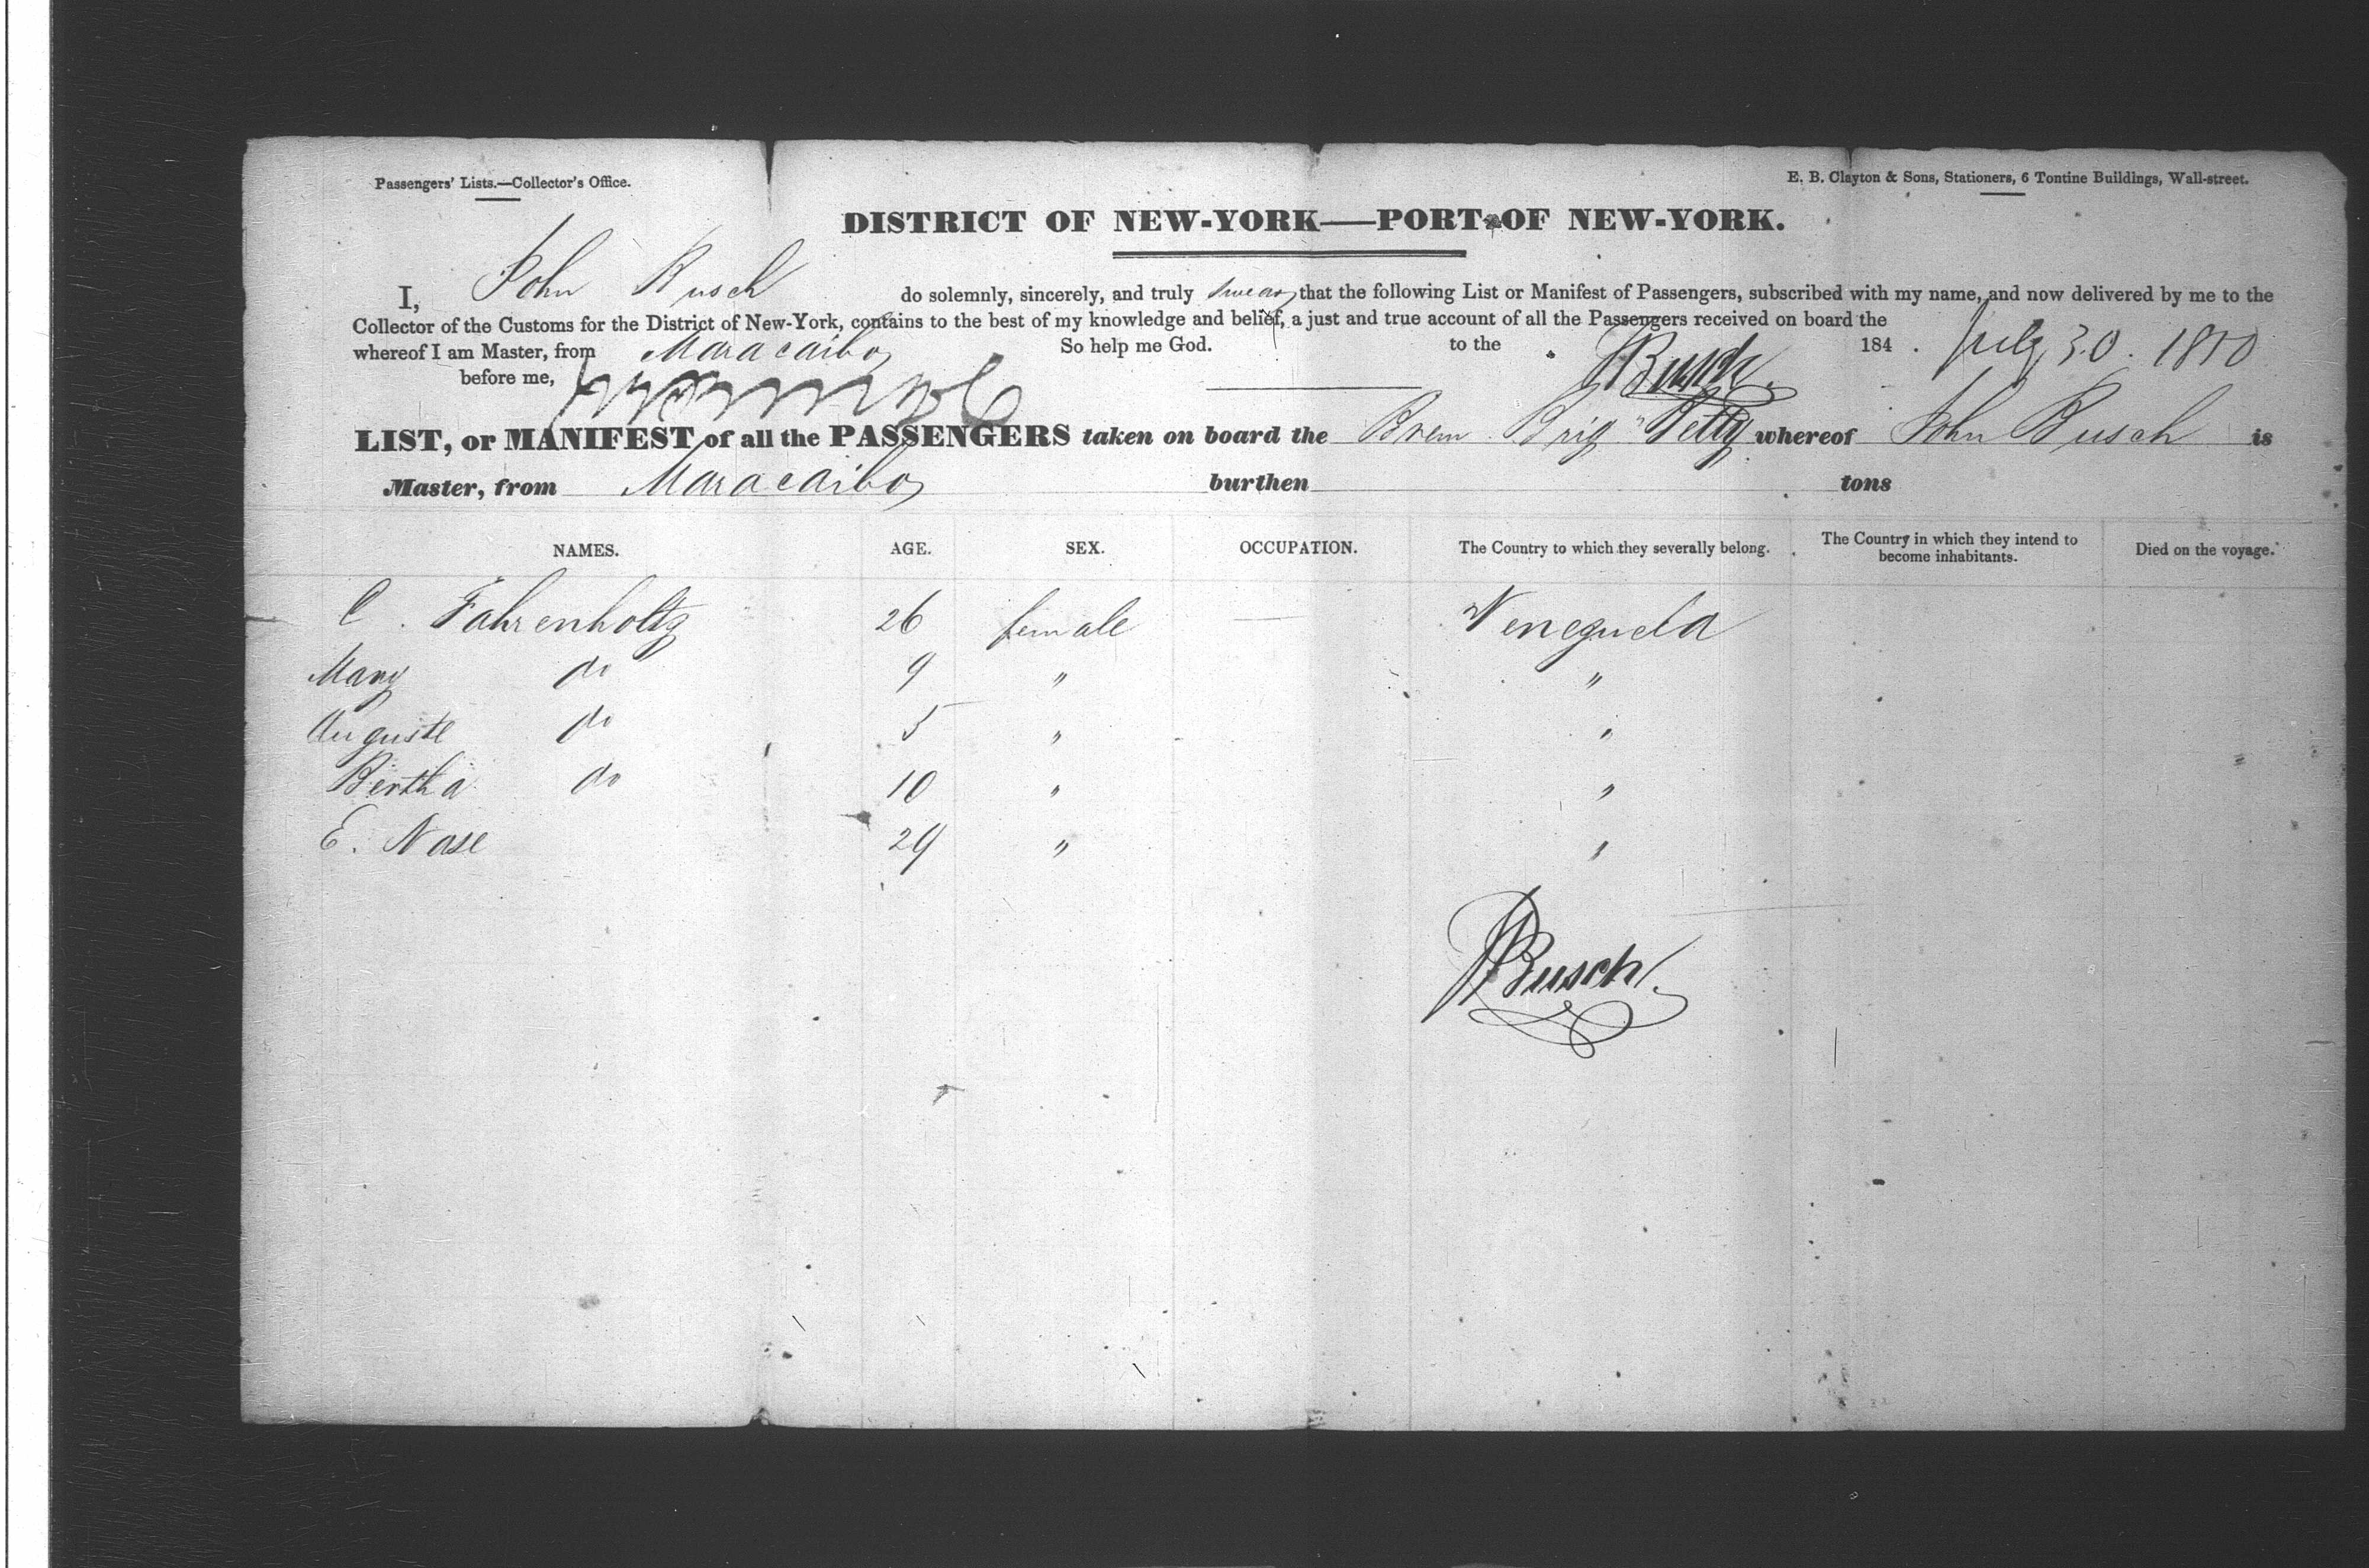 Passengers' Lists.—Collector's Office.
E. B. Clayton & Sons, Stationers, 6 Tontine Buildings, Wall-street.
DISTRICT OF NEW-YORK——PORT OF NEW-YORK.
I, John Busch do solemnly, sincerely, and truly swear that the following List or Manifest of Passengers, subscribed with my name, and now delivered by me to the
Collector of the Customs for the District of New-York, contains to the best of my knowledge and belief, a just and true account of all the Passengers received on board the
whereof I am Master, from Maracaibo So help me God. to the 184 . July 30. 1850
before me, JBusch.
LIST, or MANIFEST of all the PASSENGERS taken on board the Brem Brig "Betty whereof John Busch is
Master, from Maracaibo burthen tons
NAMES. AGE. SEX. OCCUPATION. The Country to which they severally belong. The Country in which they intend to become inhabitants. Died on the voyage.
C. Fahrenholtz 26 female — Venezuela
Mary do 9 " "
Auguste do 5 " "
Bertha do 10 " "
E. Nase 29 " "
JBusch.